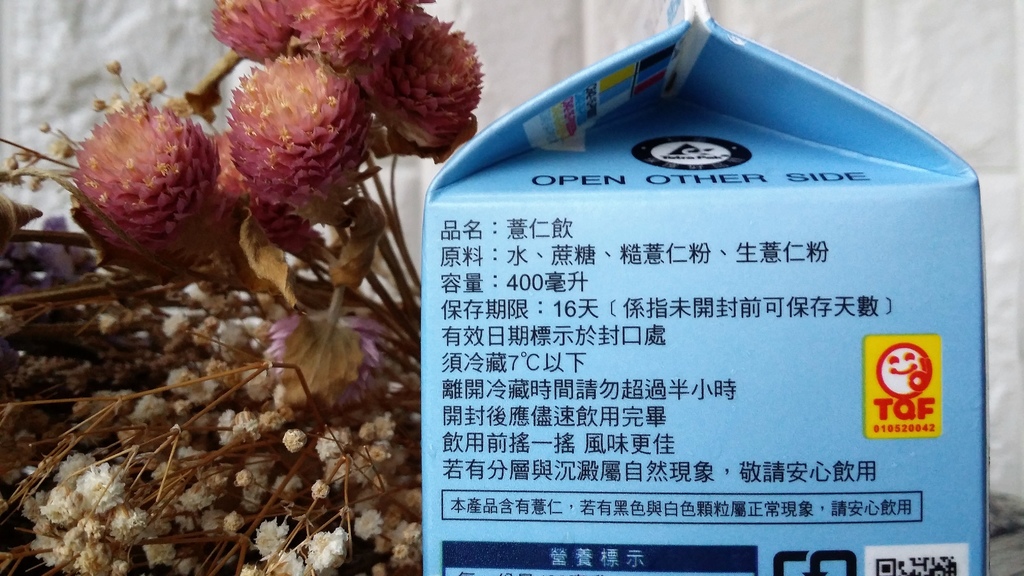 OPEN OTHER SIDE
品名：薏仁飲
原料：水、蔗糖、糙薏仁粉、生薏仁粉
容量：400毫升
保存期限：16天﹝係指未開封前可保存天數﹞
有效日期標示於封口處
須冷藏7℃以下
離開冷藏時間請勿超過半小時
開封後應儘速飲用完畢
飲用前搖一搖 風味更佳
若有分層與沉澱屬自然現象，敬請安心飲用
TQF
010520042
本產品含有薏仁，若有黑色與白色顆粒屬正常現象，請安心飲用
營養標示